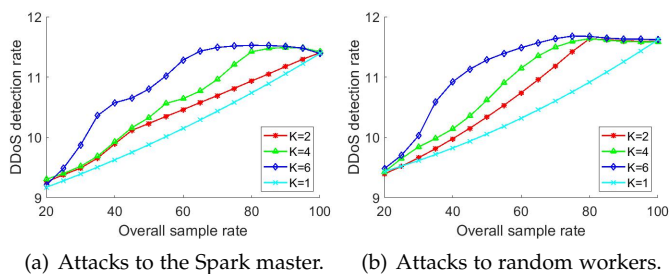 12
11
10
9
DDoS detection rate
K=2
K=4
K=6
K=1
20 40 60 80 100
Overall sample rate
12
11
10
9
DDoS detection rate
K=2
K=4
K=6
K=1
20 40 60 80 100
Overall sample rate
(a) Attacks to the Spark master.
(b) Attacks to random workers.